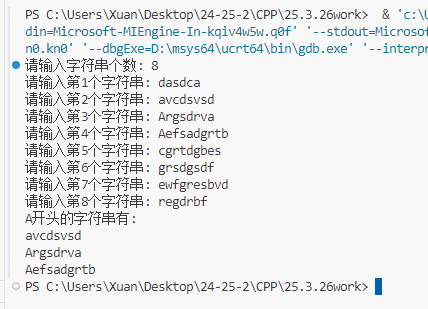 PS C:\Users\Xuan\Desktop\24-25-2\CPP\25.3.26work>  & 'c:\U
din=Microsoft-MIEngine-In-kqiv4w5w.q0f' '--stdout=Microsof
n0.kn0' '--dbgExe=D:\msys64\ucrt64\bin\gdb.exe' '--interpr
请输入字符串个数: 8
请输入第1个字符串: dasdca
请输入第2个字符串: avcdsvsd
请输入第3个字符串: Argsdrva
请输入第4个字符串: Aefsadgrtb
请输入第5个字符串: cgrtdgbes
请输入第6个字符串: grsdgsdf
请输入第7个字符串: ewfgresbvd
请输入第8个字符串: regdrbf
A开头的字符串有:
avcdsvsd
Argsdrva
Aefsadgrtb
PS C:\Users\Xuan\Desktop\24-25-2\CPP\25.3.26work>